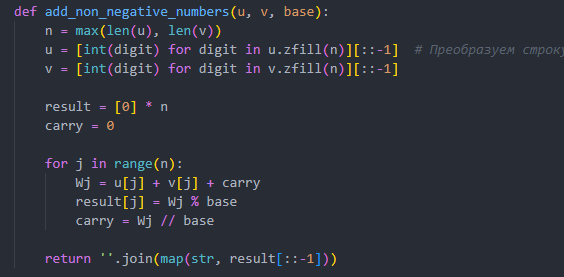 def add_non_negative_numbers(u, v, base):
    n = max(len(u), len(v))
    u = [int(digit) for digit in u.zfill(n)][::-1]  # Преобразуем строку
    v = [int(digit) for digit in v.zfill(n)][::-1]

    result = [0] * n
    carry = 0

    for j in range(n):
        Wj = u[j] + v[j] + carry
        result[j] = Wj % base
        carry = Wj // base

    return ''.join(map(str, result[::-1]))